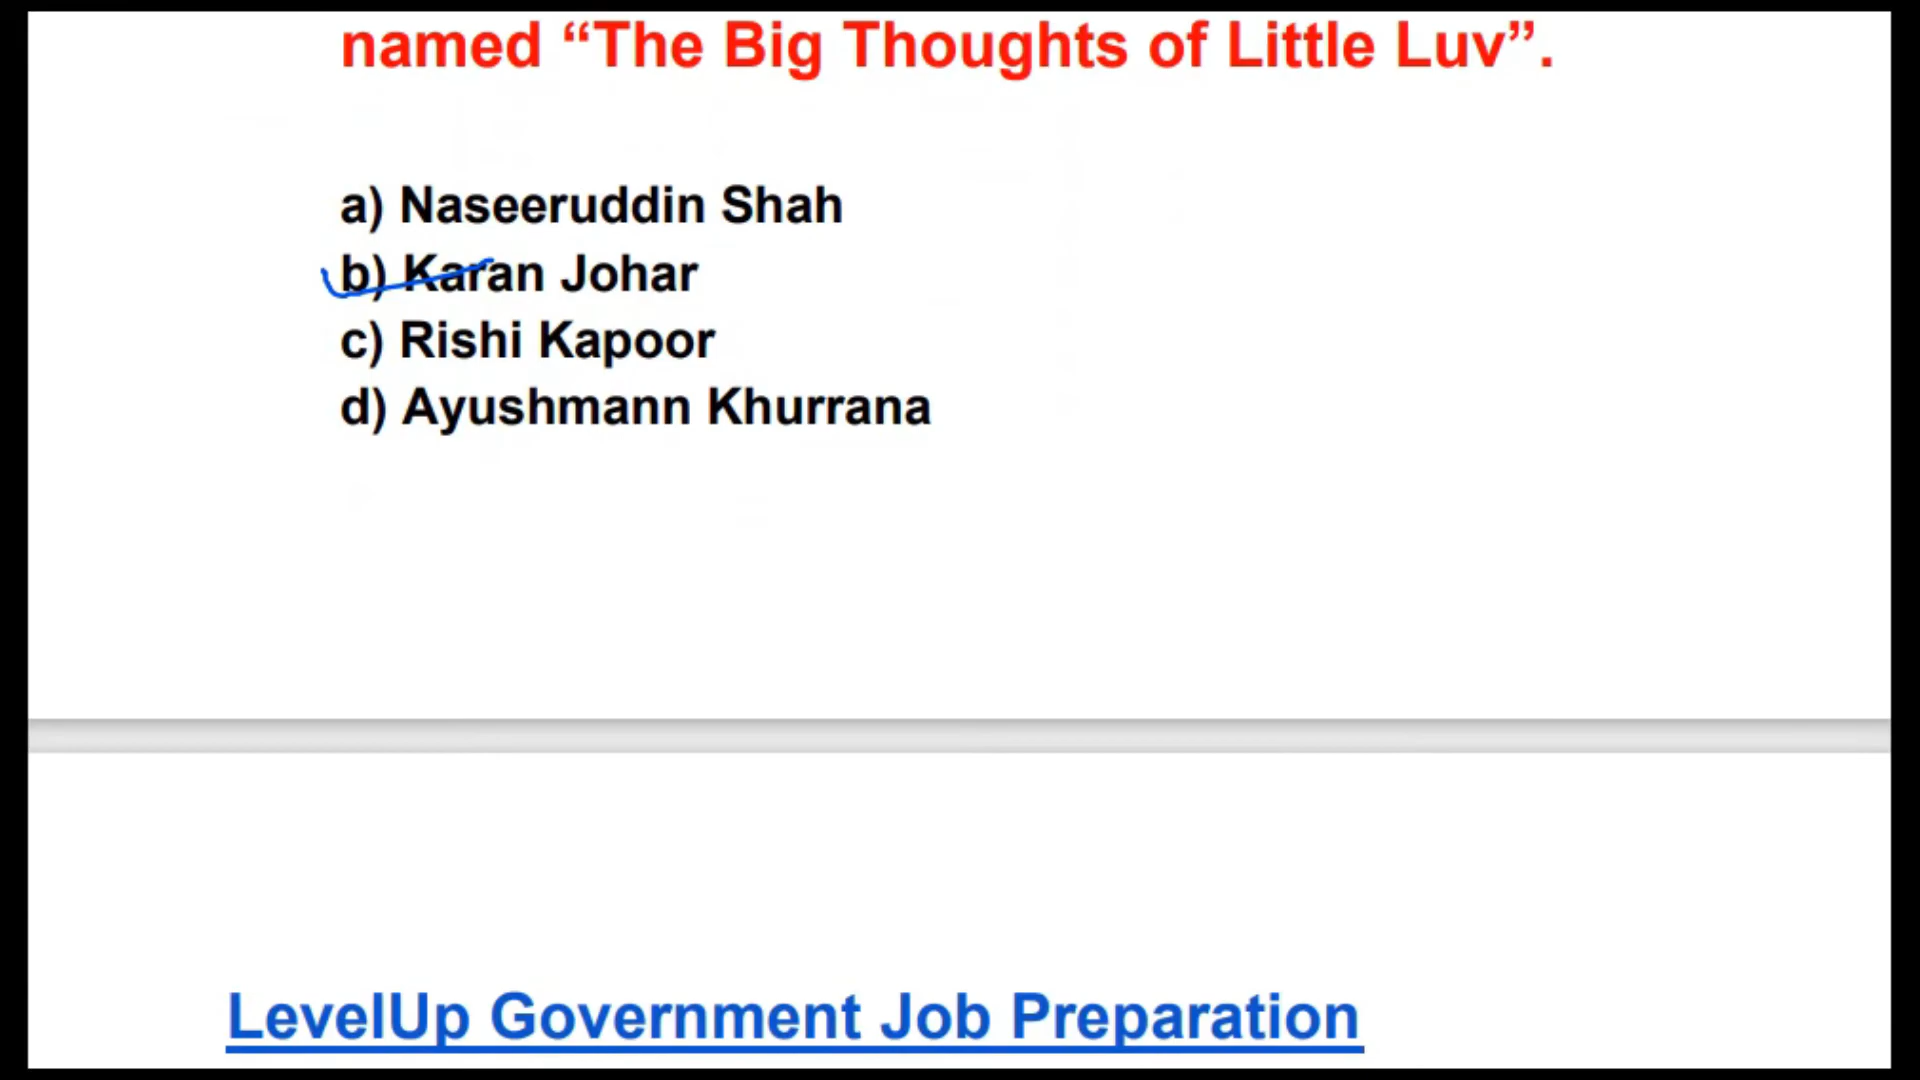 named “The Big Thoughts of Little Luv”.
a) Naseeruddin Shah
b) Karan Johar
c) Rishi Kapoor
d) Ayushmann Khurrana
LevelUp Government Job Preparation